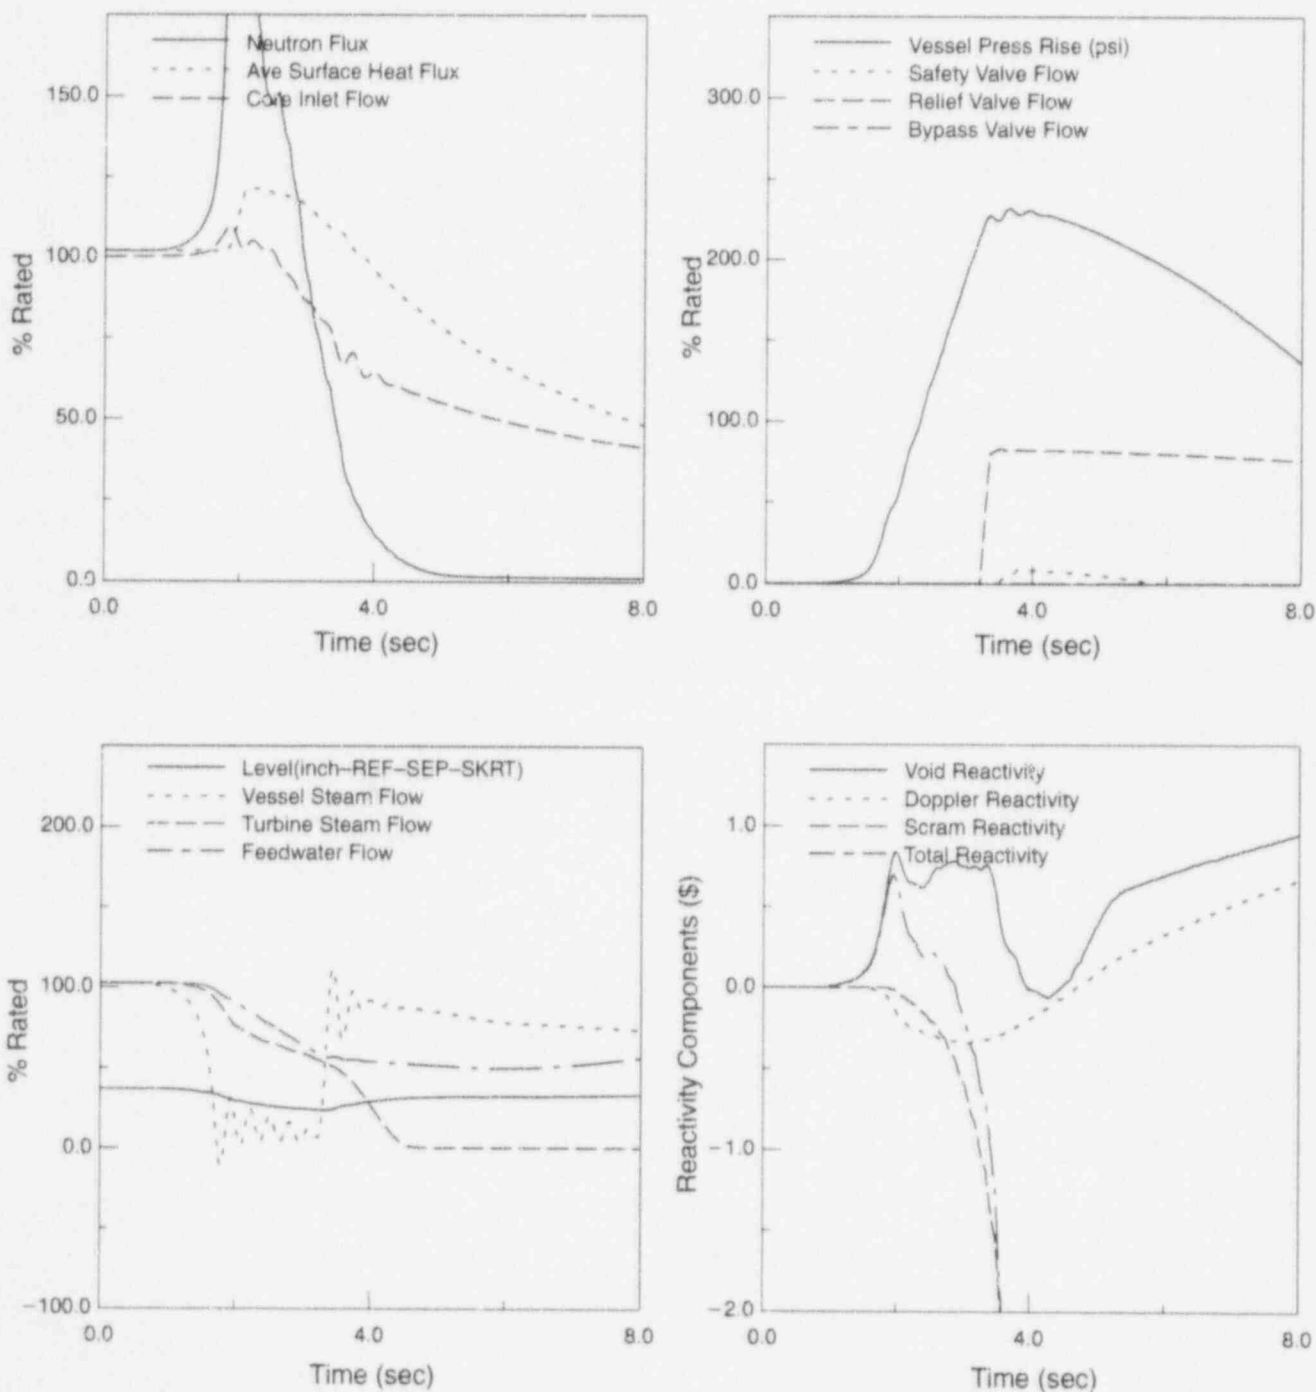 Neutron Flux
Ave Surface Heat Flux
Core Inlet Flow
150.0
100.0
50.0
0.0
% Rated
0.0 4.0 8.0
Time (sec)
Vessel Press Rise (psi)
Safety Valve Flow
Relief Valve Flow
Bypass Valve Flow
300.0
200.0
100.0
0.0
% Rated
0.0 4.0 8.0
Time (sec)
Level(inch-REF-SEP-SKRT)
Vessel Steam Flow
Turbine Steam Flow
Feedwater Flow
200.0
100.0
0.0
-100.0
% Rated
0.0 4.0 8.0
Time (sec)
Void Reactivity
Doppler Reactivity
Scram Reactivity
Total Reactivity
1.0
0.0
-1.0
-2.0
Reactivity Components ($)
0.0 4.0 8.0
Time (sec)